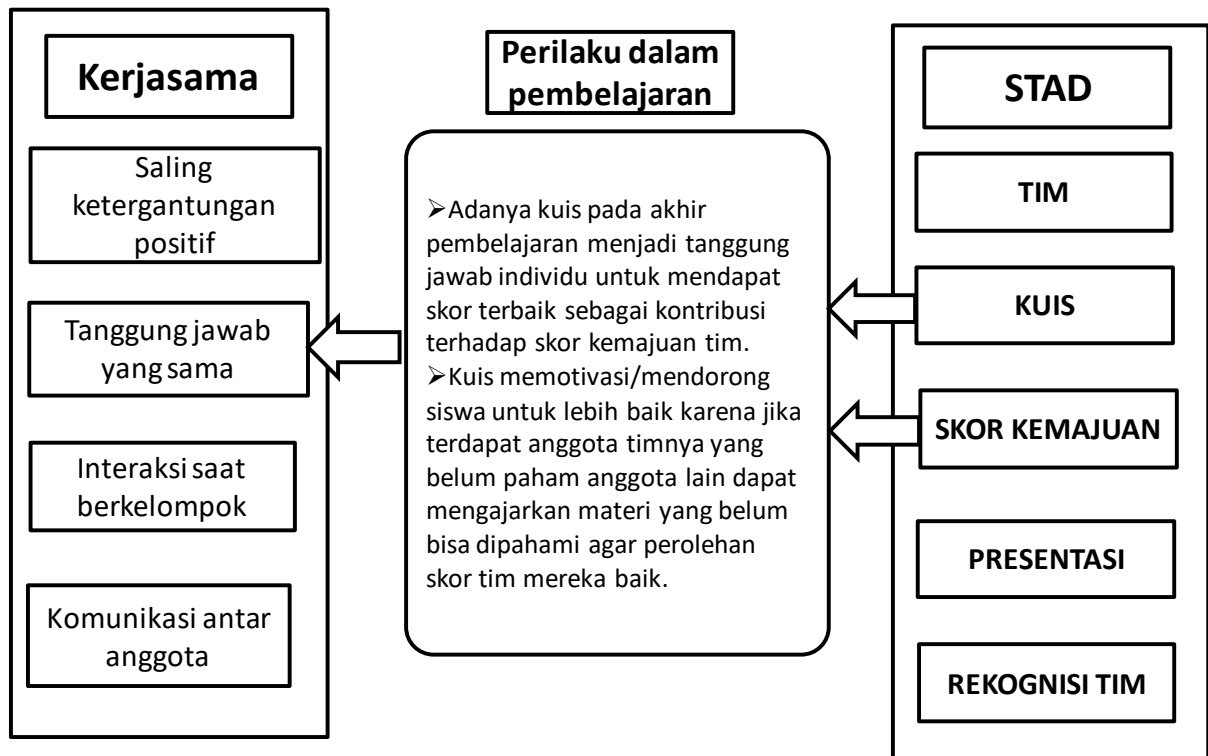 Kerjasama
Saling
ketergantungan
positif
Tanggung jawab
yang sama
Interaksi saat
berkelompok
Komunikasi antar
anggota
Perilaku dalam
pembelajaran
➢Adanya kuis pada akhir
pembelajaran menjadi tanggung
jawab individu untuk mendapat
skor terbaik sebagai kontribusi
terhadap skor kemajuan tim.
➢Kuis memotivasi/mendorong
siswa untuk lebih baik karena jika
terdapat anggota timnya yang
belum paham anggota lain dapat
mengajarkan materi yang belum
bisa dipahami agar perolehan
skor tim mereka baik.
STAD
TIM
KUIS
SKOR KEMAJUAN
PRESENTASI
REKOGNISI TIM